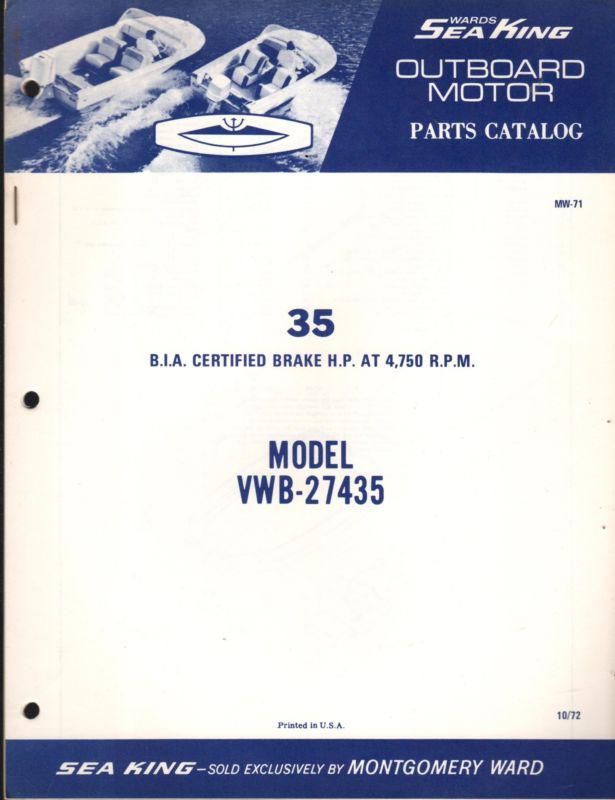 WARDS
SEA KING
OUTBOARD
MOTOR
PARTS CATALOG
MW-71
35
B.I.A. CERTIFIED BRAKE H.P. AT 4,750 R.P.M.
MODEL
VWB-27435
Printed in U.S.A.
10/72
SEA KING - SOLD EXCLUSIVELY BY MONTGOMERY WARD